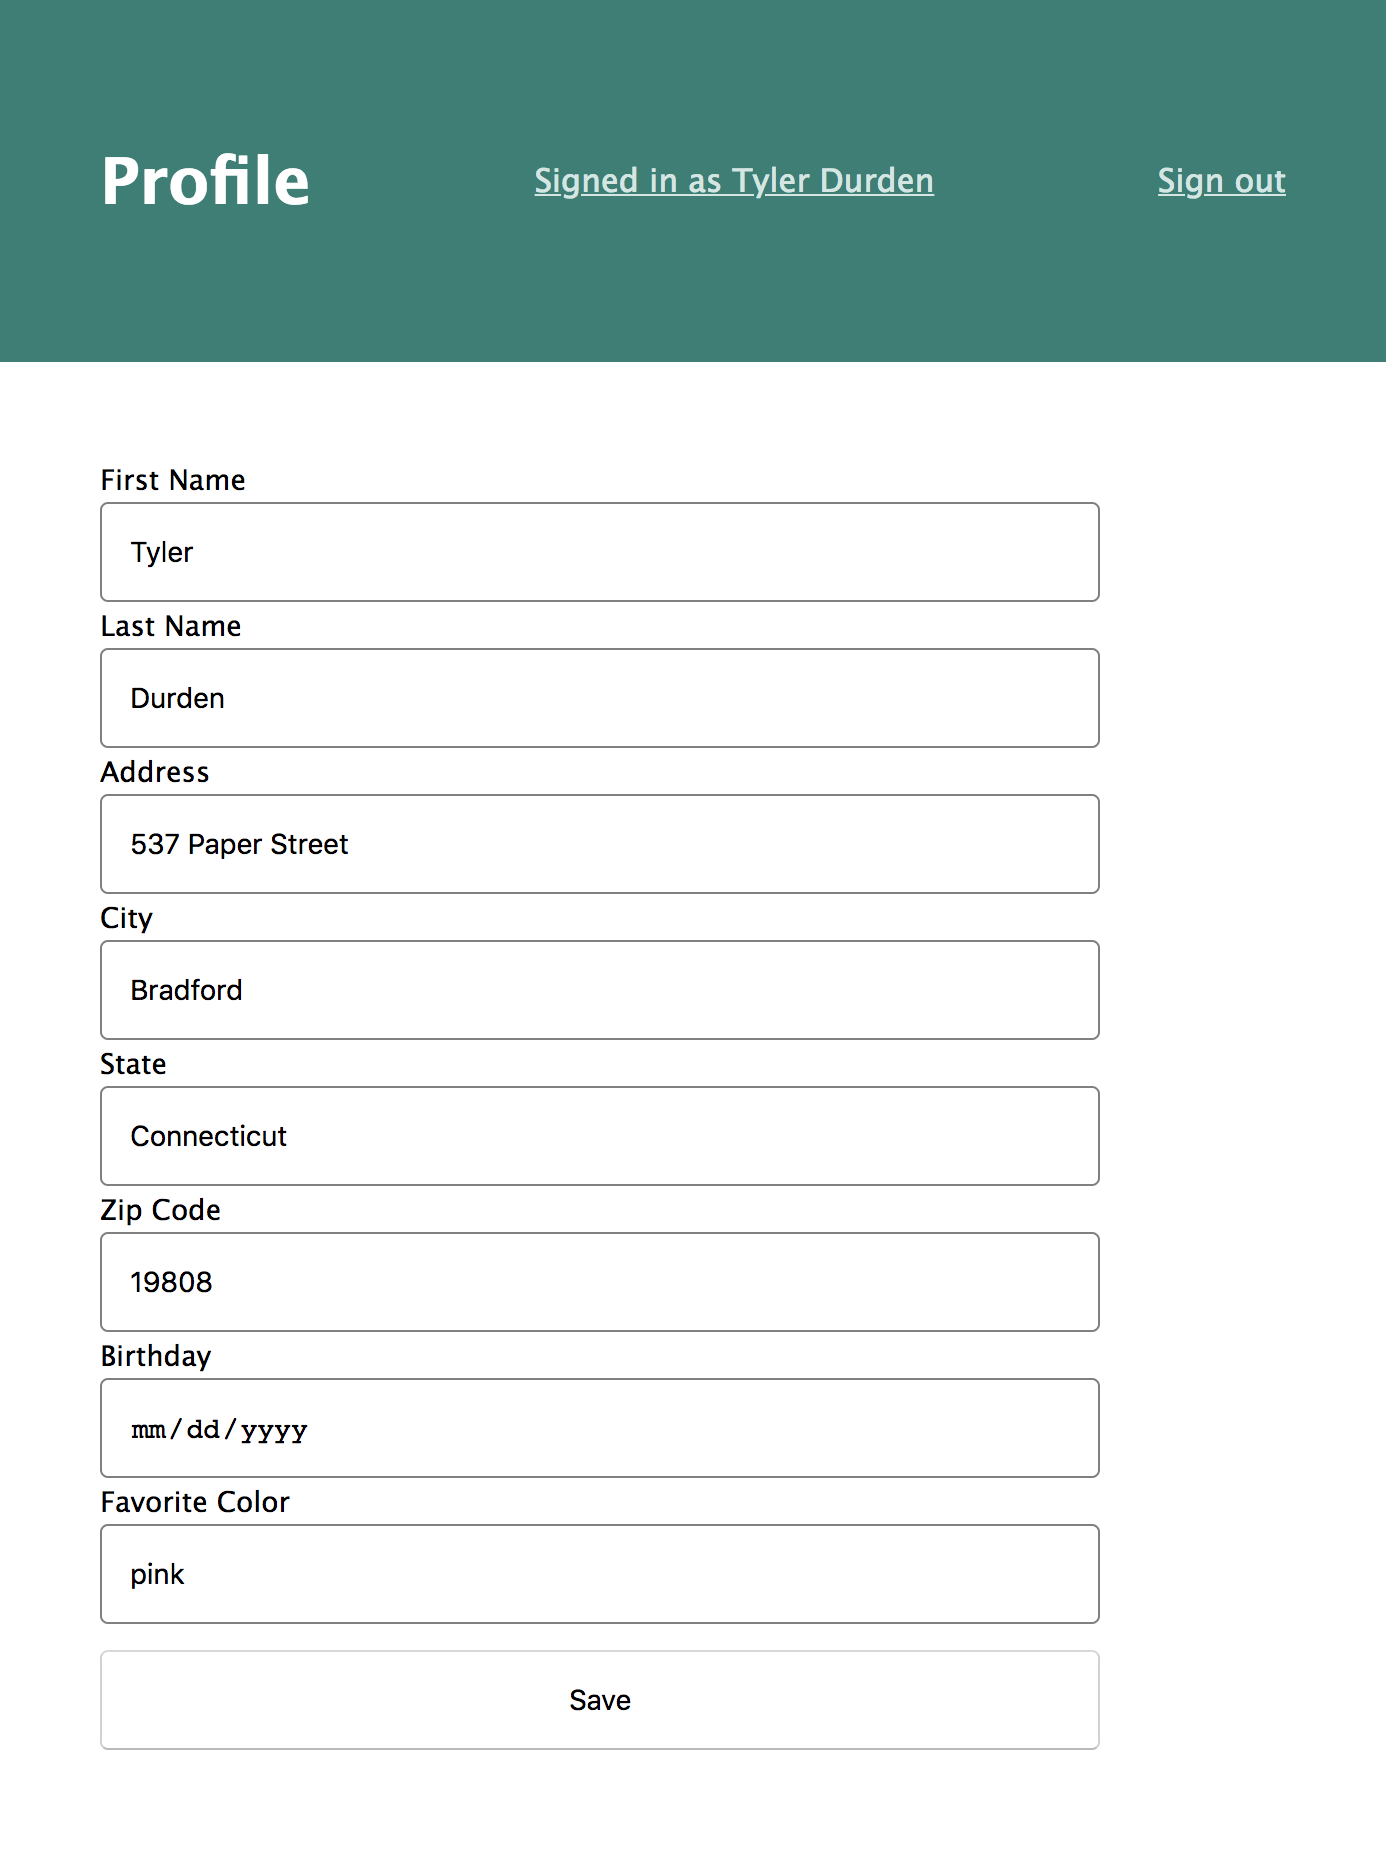 Profile
Signed in as Tyler Durden
Sign out
First Name
Tyler
Last Name
Durden
Address
537 Paper Street
City
Bradford
State
Connecticut
Zip Code
19808
Birthday
mm/dd/yyyy
Favorite Color
pink
Save